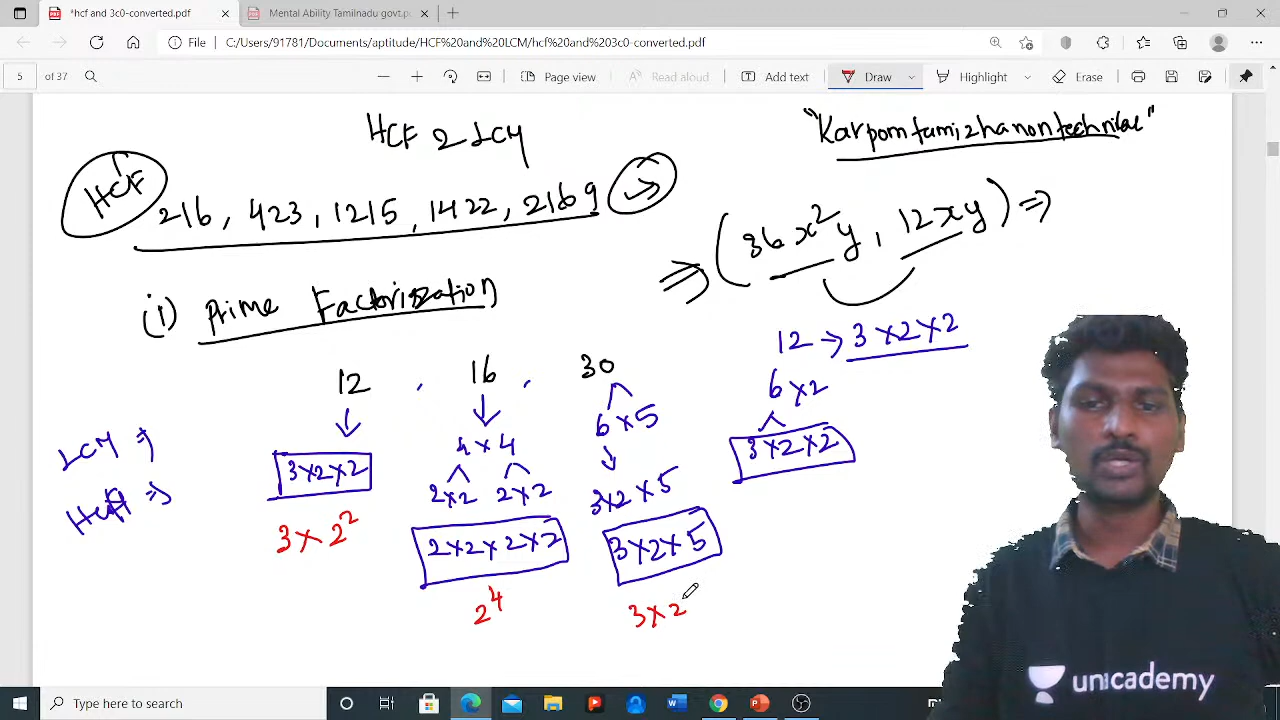 *hcf and 3c0-converted.pdf
Mental Ability Tamilnadu govt.p
File C:/Users/91781/Documents/aptitude/HCF%20and%20LCM/hcf%20and%203c0-converted.pdf
5 of 37 Page view Read aloud Add text Draw Highlight Erase Share
HCF 2 LCM
"Karpom tamizha nontechnical"
HCF
216, 423, 1215, 1422, 2169
(36x²y, 12xy) ⇒
(i) Prime Factorization
12 → 3×2×2
12, 16, 30
6×2
6×5
4×4
3×2×2
LCM ⇒
3×2×2
2×2 2×2
3×2×5
HCF ⇒
3×2²
2×2×2×2
3×2×5
2⁴
3×2
unacademy
Type here to search